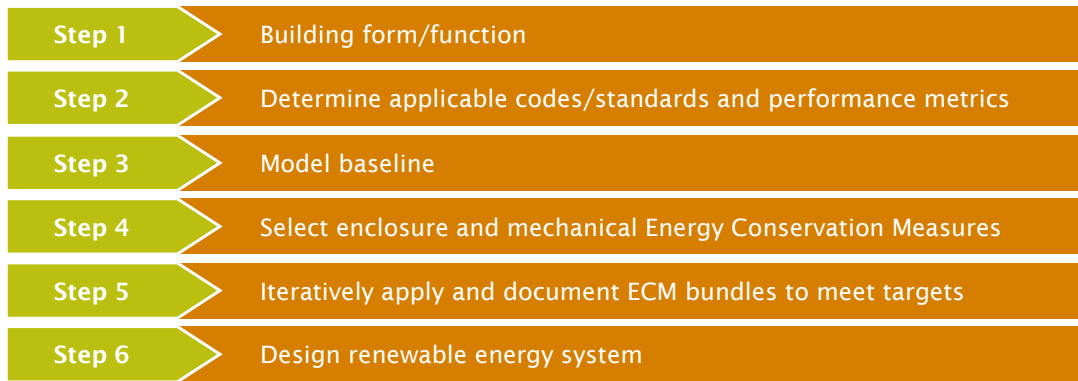 Step 1 Building form/function
Step 2 Determine applicable codes/standards and performance metrics
Step 3 Model baseline
Step 4 Select enclosure and mechanical Energy Conservation Measures
Step 5 Iteratively apply and document ECM bundles to meet targets
Step 6 Design renewable energy system